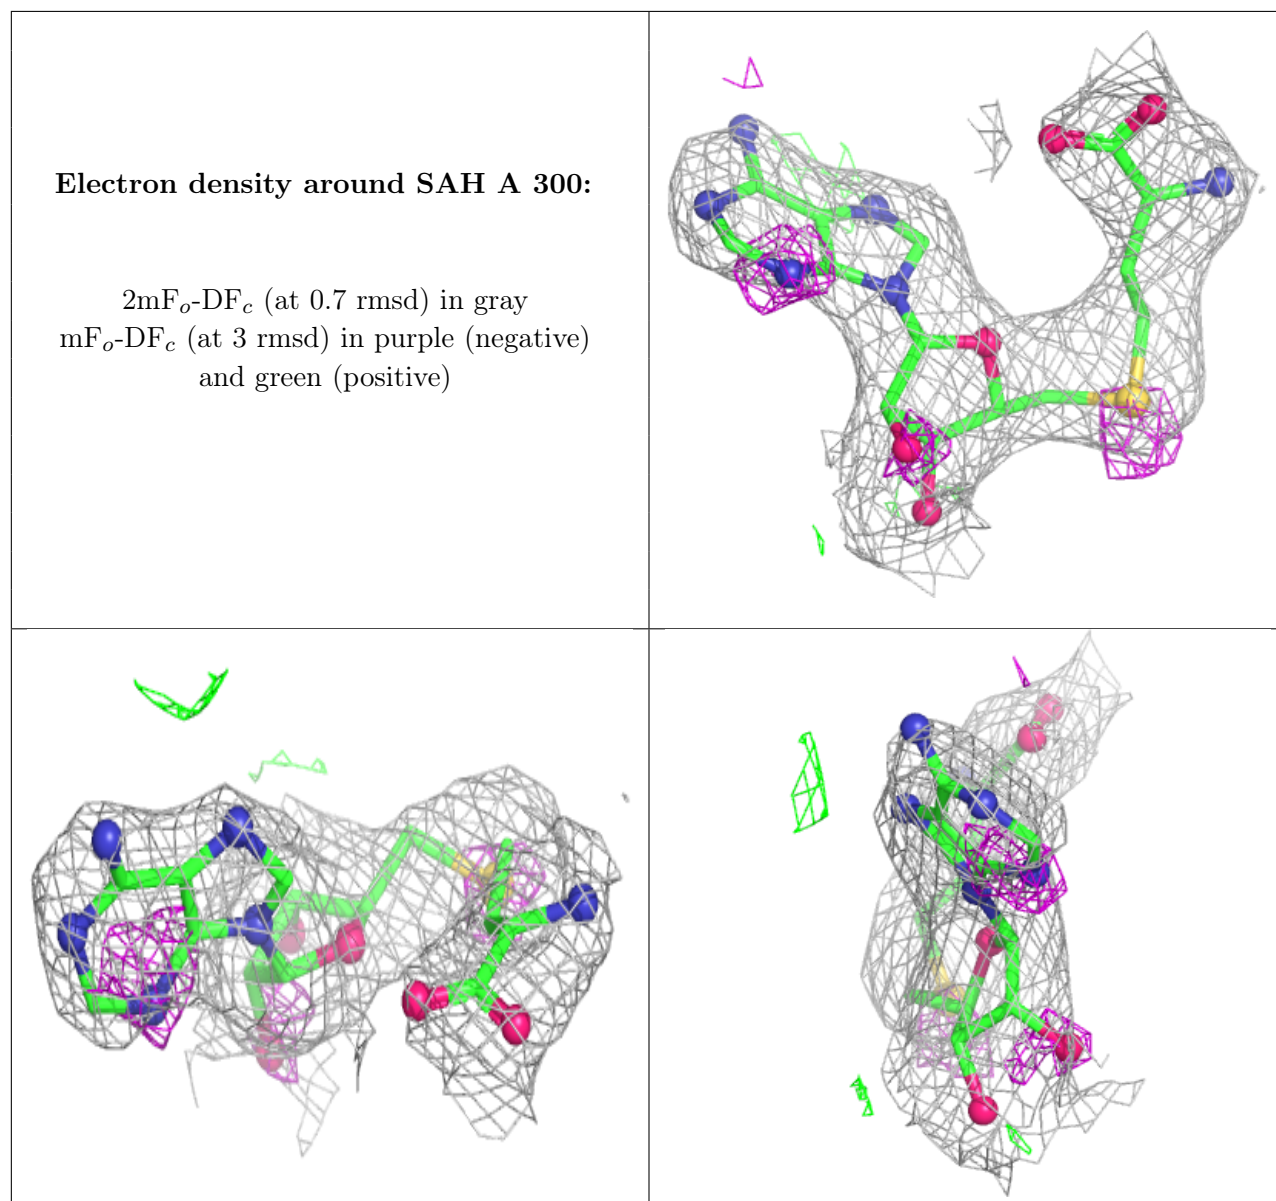 Electron density around SAH A 300:
2mFo-DFc (at 0.7 rmsd) in gray
mFo-DFc (at 3 rmsd) in purple (negative)
and green (positive)